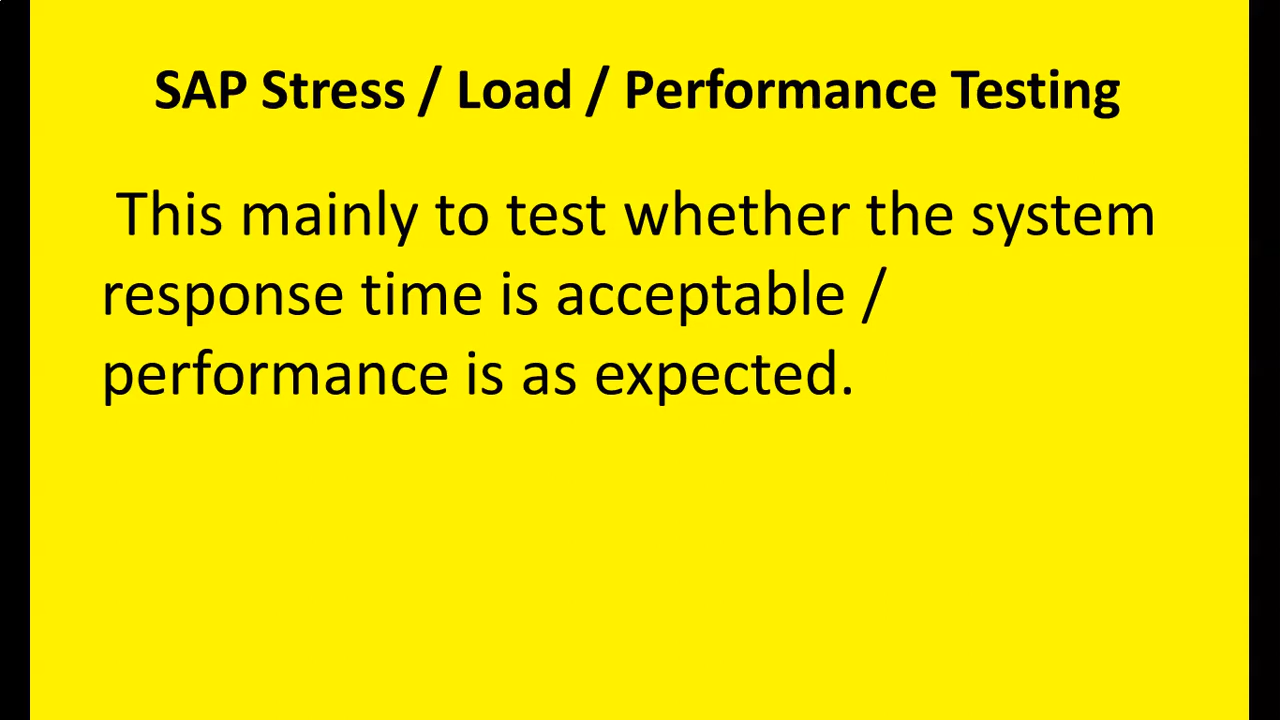 SAP Stress / Load / Performance Testing
This mainly to test whether the system
response time is acceptable /
performance is as expected.